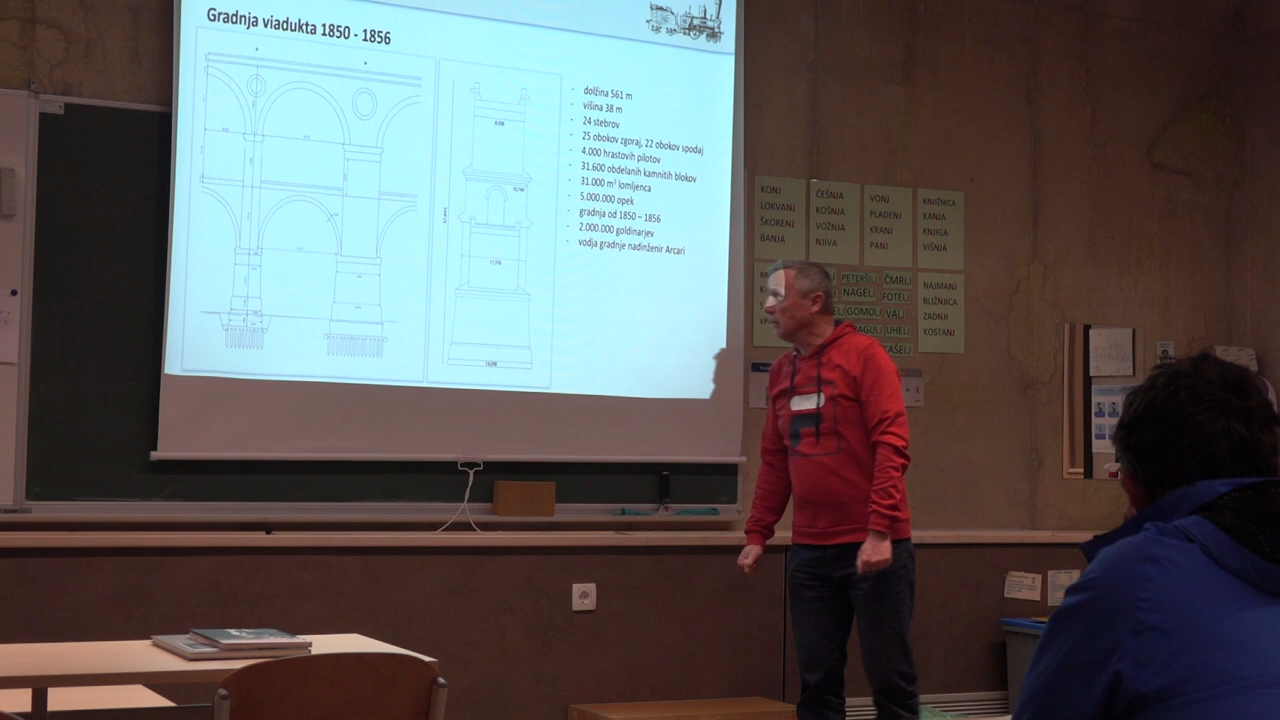 Gradnja viadukta 1850 - 1856
- dolžina 561 m
- višina 38 m
- 24 stebrov
- 25 obokov zgoraj, 22 obokov spodaj
- 4.000 hrastovih pilotov
- 31.600 obdelanih kamnitih blokov
- 31.000 m³ lomljenca
- 5.000.000 opek
- gradnja od 1850 – 1856
- 2.000.000 goldinarjev
- vodja gradnje nadinženir Arcari
KONJ
LOKVANJ
ŠKORENJ
BANJA
ČEŠNJA
KOŠNJA
VOŽNJA
NJIVA
VONJ
PLADENJ
KRANJ
PANJ
KNJIŽNICA
KANJA
KNJIGA
VIŠNJA
PETERŠILJ
ČMRLJ
NAGELJ
FOTELJ
GOMOLJ
VALJ
UHELJ
KAŠELJ
NAJMANJ
BLIŽNJICA
ZADNJI
KOSTANJ